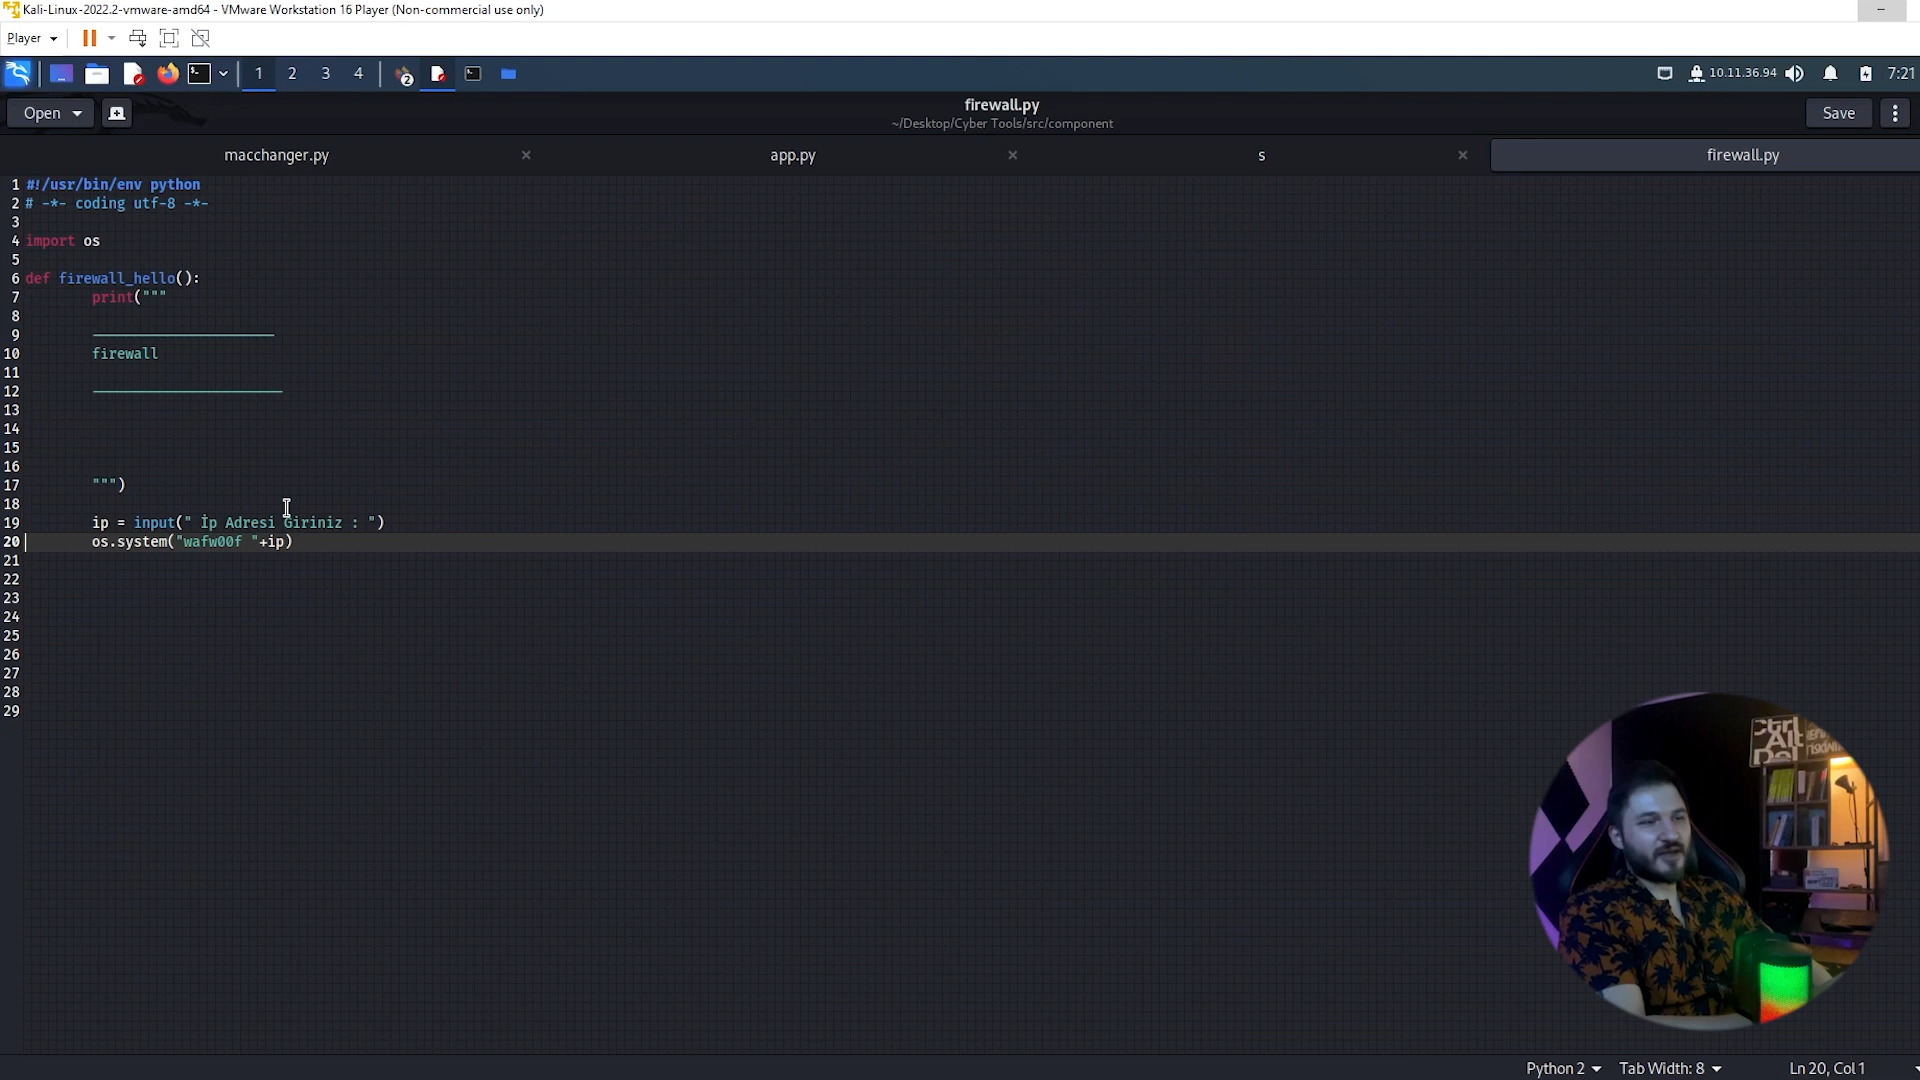 Kali-Linux-2022.2-vmware-amd64 - VMware Workstation 16 Player (Non-commercial use only)
Player
1 2 3 4 2 10.11.36.94 7:21
Open firewall.py Save
~/Desktop/Cyber Tools/src/component
macchanger.py × app.py × s × firewall.py
1 #!/usr/bin/env python
2 # -*- coding utf-8 -*-
3
4 import os
5
6 def firewall_hello():
7 print("""
8
9 ______________________
10 firewall
11
12 _______________________
13
14
15
16
17 """)
18
19 ip = input(" İp Adresi Giriniz : ")
20 os.system("wafw00f "+ip)
21
22
23
24
25
26
27
28
29
Ctrl
Alt
Del
Python 2 Tab Width: 8 Ln 20, Col 1